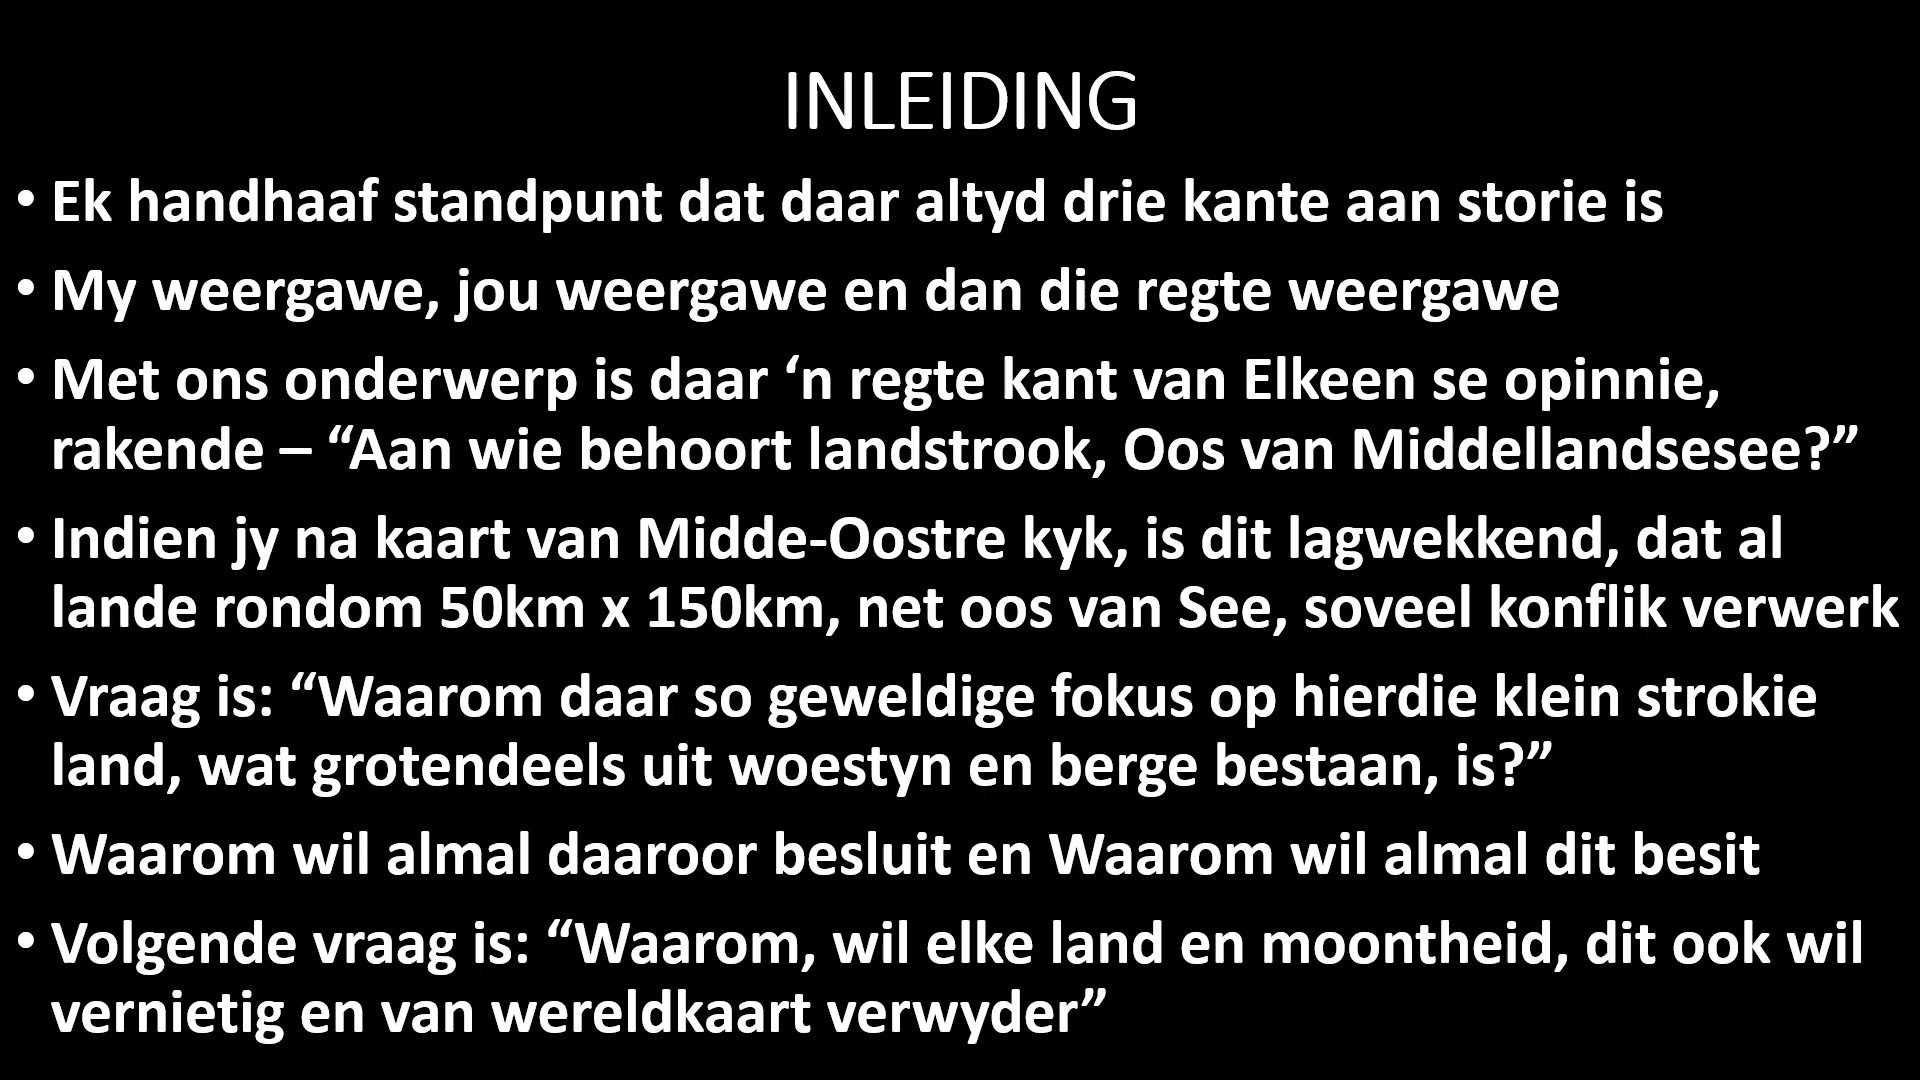 INLEIDING
• Ek handhaaf standpunt dat daar altyd drie kante aan storie is
• My weergawe, jou weergawe en dan die regte weergawe
• Met ons onderwerp is daar ‘n regte kant van Elkeen se opinnie,
rakende – “Aan wie behoort landstrook, Oos van Middellandsesee?”
• Indien jy na kaart van Midde-Oostre kyk, is dit lagwekkend, dat al
lande rondom 50km x 150km, net oos van See, soveel konflik verwerk
• Vraag is: “Waarom daar so geweldige fokus op hierdie klein strokie
land, wat grotendeels uit woestyn en berge bestaan, is?”
• Waarom wil almal daaroor besluit en Waarom wil almal dit besit
• Volgende vraag is: “Waarom, wil elke land en moontheid, dit ook wil
vernietig en van wereldkaart verwyder”